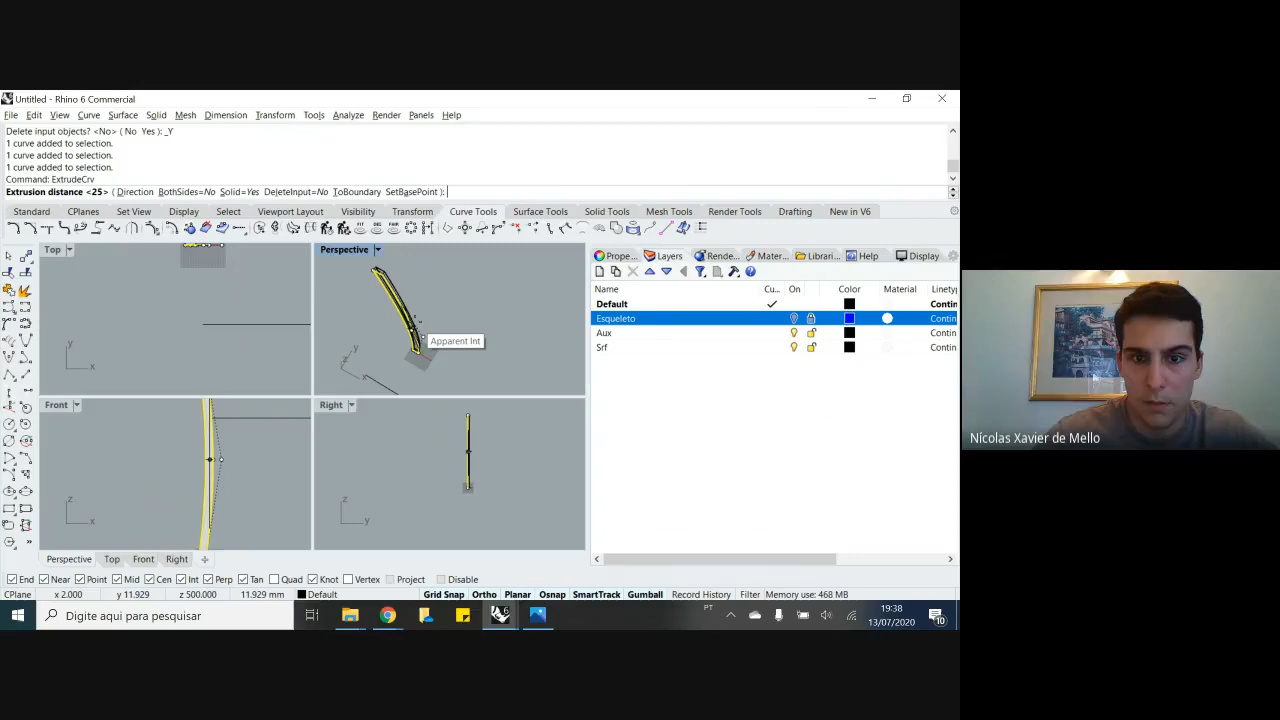 Untitled - Rhino 6 Commercial
File Edit View Curve Surface Solid Mesh Dimension Transform Tools Analyze Render Panels Help
Delete input objects? <No> ( No Yes ): _Y
1 curve added to selection.
1 curve added to selection.
1 curve added to selection.
Command: ExtrudeCrv
Extrusion distance <25> ( Direction BothSides=No Solid=Yes DeleteInput=No ToBoundary SetBasePoint ):
Standard CPlanes Set View Display Select Viewport Layout Visibility Transform Curve Tools Surface Tools Solid Tools Mesh Tools Render Tools Drafting New in V6
Top
Perspective
Prope... Layers Rende... Mater... Librari... Help Display
Name Cu... On Color Material Linety
Default Contin
Esqueleto Contin
Aux Contin
Srf Contin
Apparent Int
y
x
y
z
x
Front
Right
z
x
z
y
Perspective Top Front Right
End Near Point Mid Cen Int Perp Tan Quad Knot Vertex Project Disable
CPlane x 2.000 y 11.929 z 500.000 11.929 mm Default Grid Snap Ortho Planar Osnap SmartTrack Gumball Record History Filter Memory use: 468 MB
Digite aqui para pesquisar
6
PT
19:38
13/07/2020
10
Nícolas Xavier de Mello